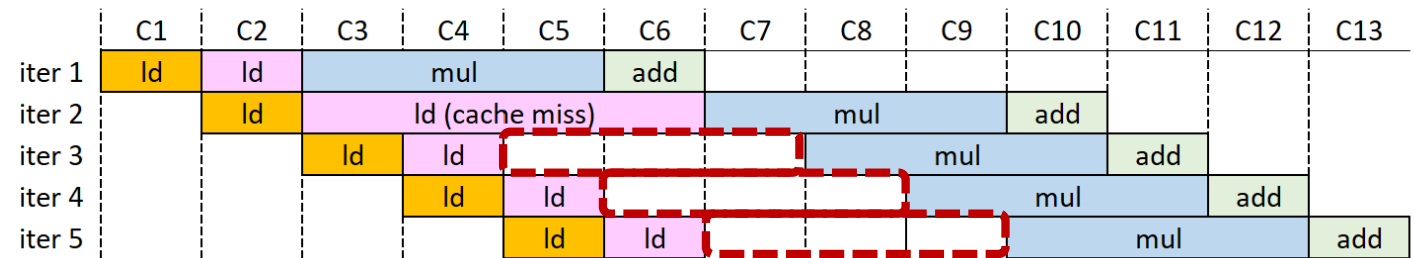 C1 C2 C3 C4 C5 C6 C7 C8 C9 C10 C11 C12 C13
iter 1 ld ld mul add
iter 2 ld ld (cache miss) mul add
iter 3 ld ld mul add
iter 4 ld ld mul add
iter 5 ld ld mul add